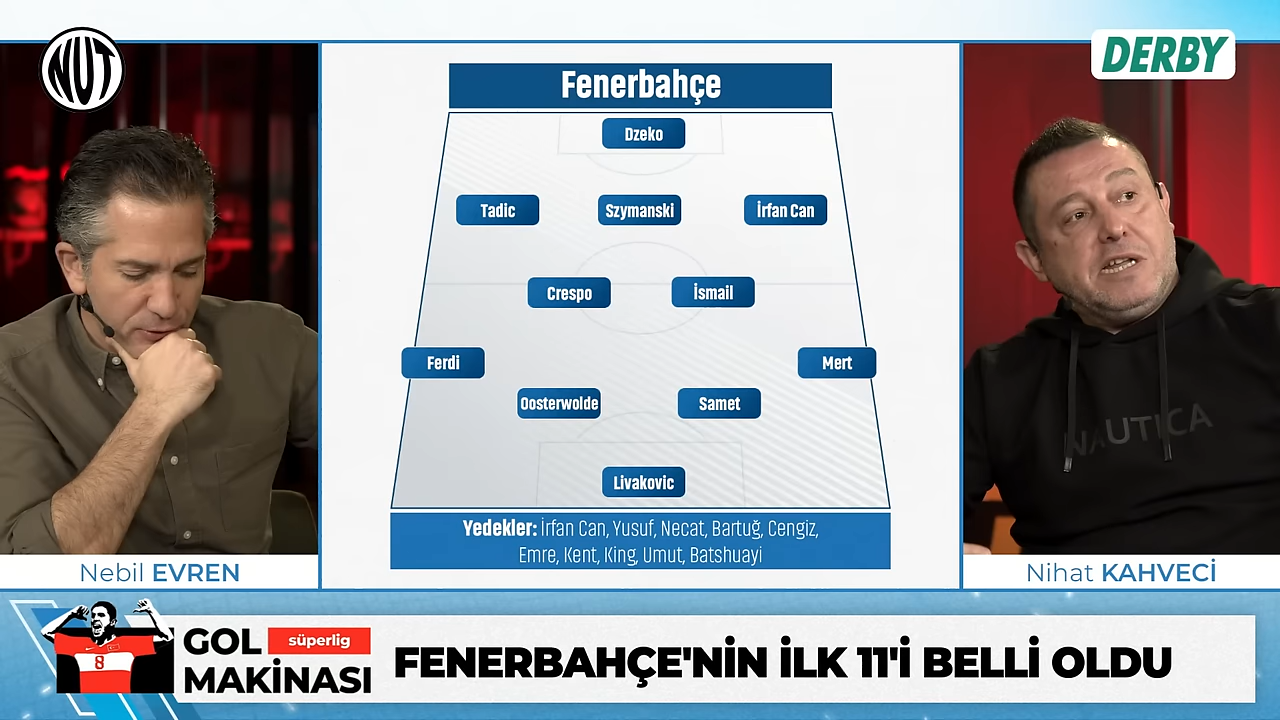 NUT
DERBY
Fenerbahçe
Dzeko
Tadic
Szymanski
İrfan Can
Crespo
İsmail
Ferdi
Mert
Oosterwolde
Samet
Livakovic
Yedekler: İrfan Can, Yusuf, Necat, Bartuğ, Cengiz,
Emre, Kent, King, Umut, Batshuayi
NAUTICA
Nebil EVREN
Nihat KAHVECİ
8
GOL
süperlig
MAKİNASI
FENERBAHÇE'NİN İLK 11'İ BELLİ OLDU